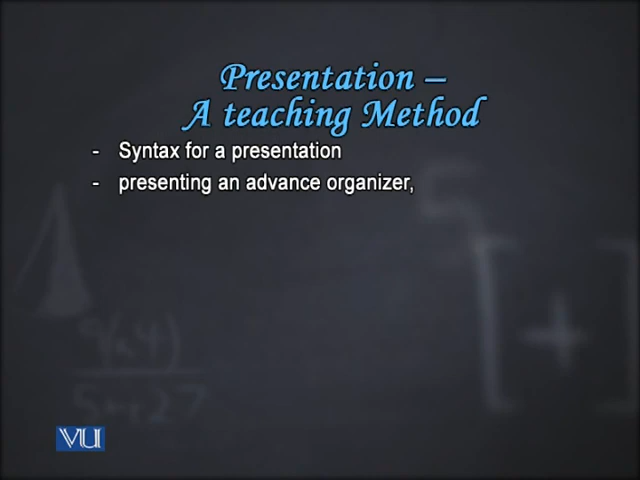 Presentation –
A teaching Method
- Syntax for a presentation
- presenting an advance organizer,
VU